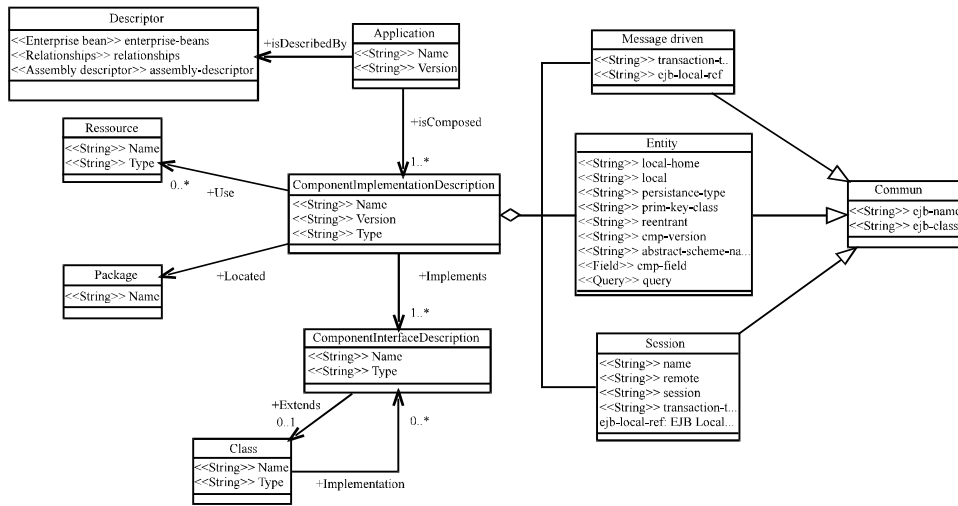 Descriptor
<<Enterprise bean>> enterprise-beans
<<Relationships>> relationships
<<Assembly descriptor>> assembly-descriptor
+isDescribedBy
Application
<<String>> Name
<<String>> Version
+isComposed
1..*
Ressource
<<String>> Name
<<String>> Type
0..*
+Use
ComponentImplementationDescription
<<String>> Name
<<String>> Version
<<String>> Type
+Located
Package
<<String>> Name
+Implements
1..*
ComponentInterfaceDescription
<<String>> Name
<<String>> Type
+Extends
0..1
0..*
Class
<<String>> Name
<<String>> Type
+Implementation
Message driven
<<String>> transaction-t..
<<String>> ejb-local-ref
Entity
<<String>> local-home
<<String>> local
<<String>> persistance-type
<<String>> prim-key-class
<<String>> reentrant
<<String>> cmp-version
<<String>> abstract-scheme-na...
<<Field>> cmp-field
<<Query>> query
Session
<<String>> name
<<String>> remote
<<String>> session
<<String>> transaction-t...
ejb-local-ref: EJB Local...
Commun
<<String>> ejb-name
<<String>> ejb-class